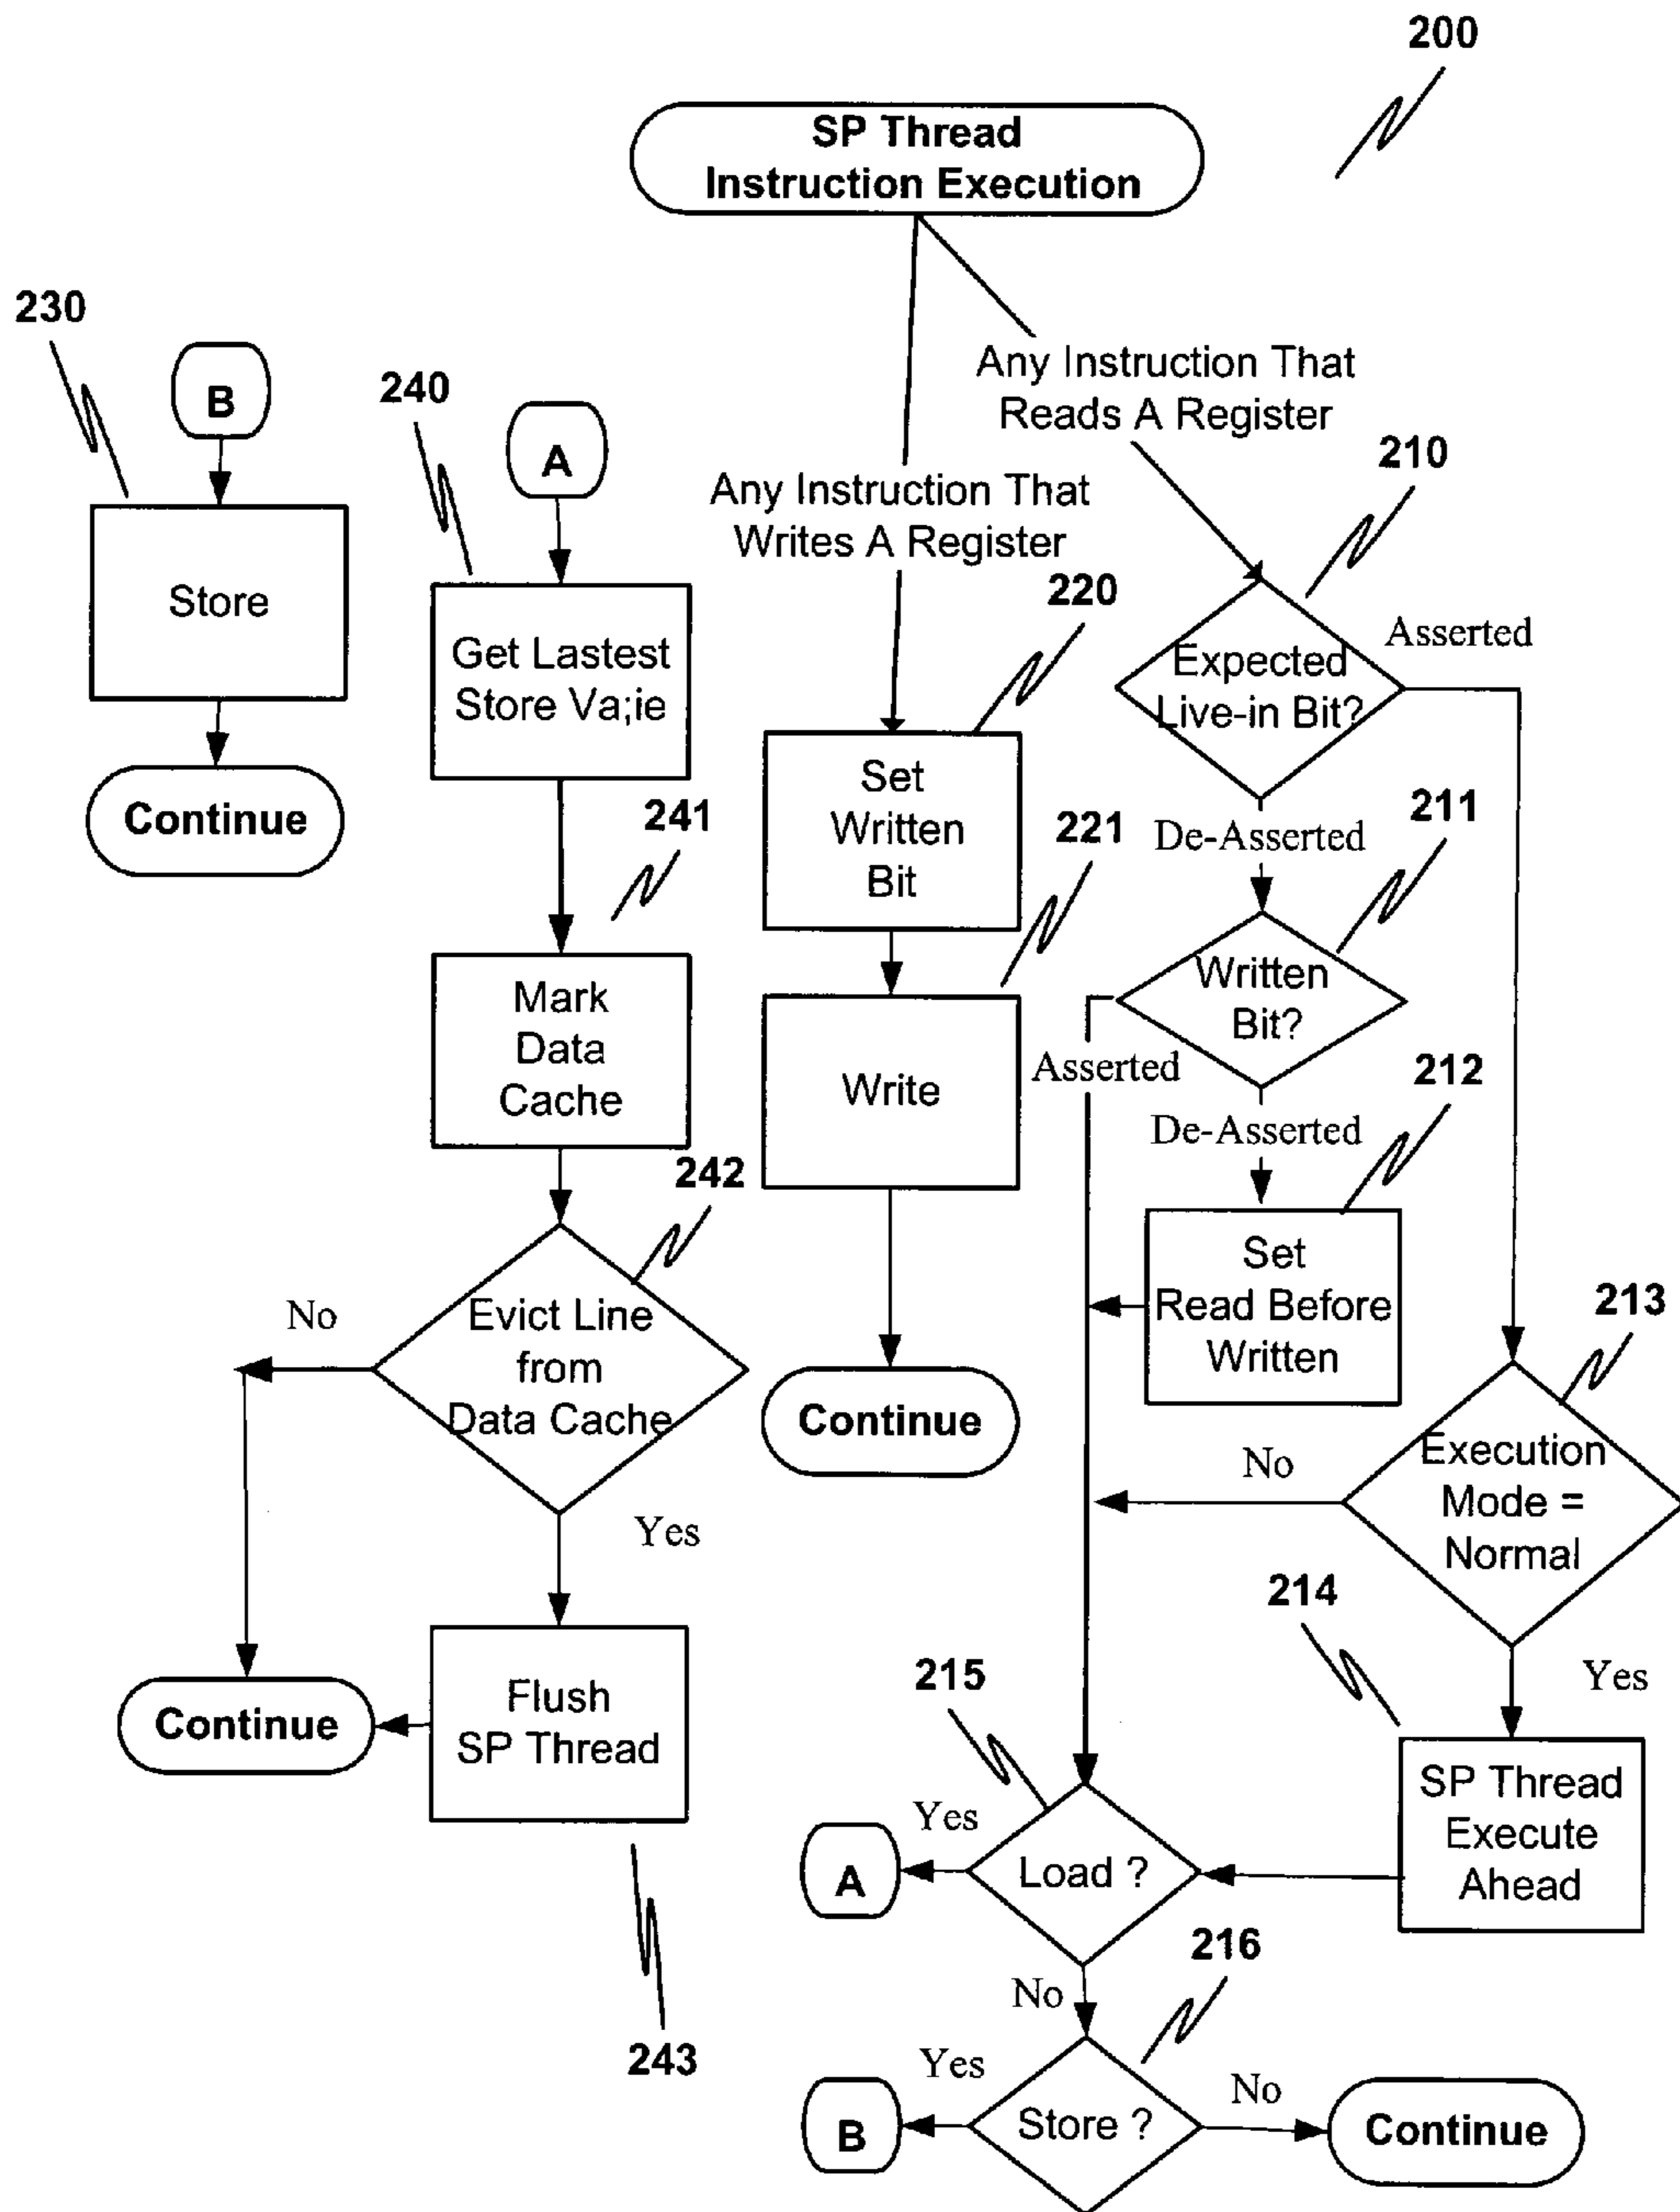 200
SP Thread
Instruction Execution
230
B
240
A
Any Instruction That
Reads A Register
210
Any Instruction That
Writes A Register
Store
220
Get Lastest
Store Va;ie
Expected
Live-in Bit?
Asserted
Continue
241
Set
Written
Bit
221
De-Asserted
211
Mark
Data
Cache
Write
Written
Bit?
Asserted
212
De-Asserted
242
Set
Read Before
Written
213
No
Evict Line
from
Data Cache
Yes
Continue
No
Execution
Mode =
Normal
214
Yes
Continue
Flush
SP Thread
243
215
SP Thread
Execute
Ahead
Yes
A
Load ?
216
No
Yes
B
Store ?
No
Continue